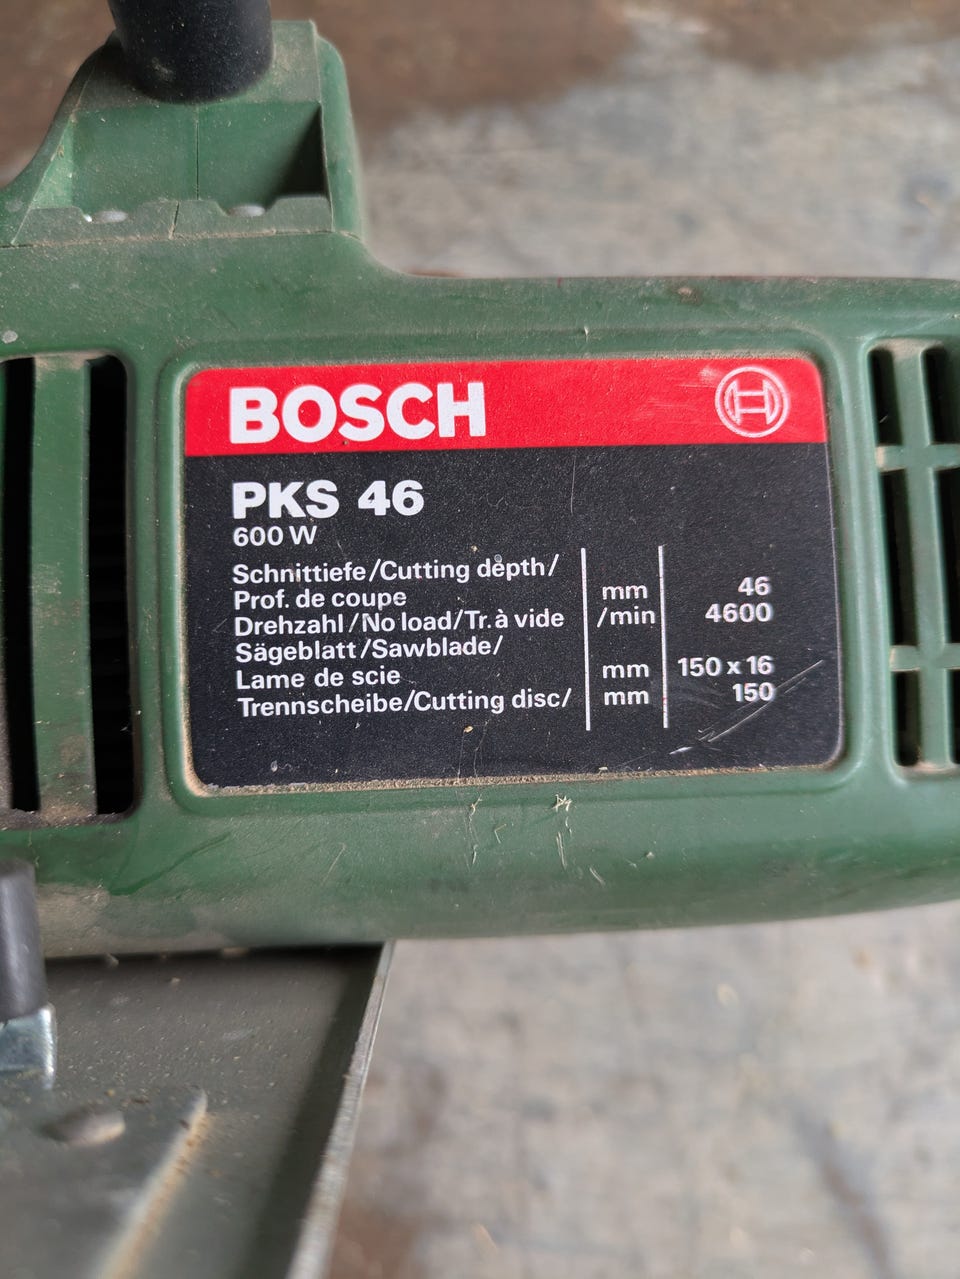 BOSCH
PKS 46
600 W
Schnittiefe/Cutting depth/
Prof. de coupe mm 46
Drehzahl/No load/Tr. à vide /min 4600
Sägeblatt/Sawblade/
Lame de scie mm 150 x 16
Trennscheibe/Cutting disc/ mm 150